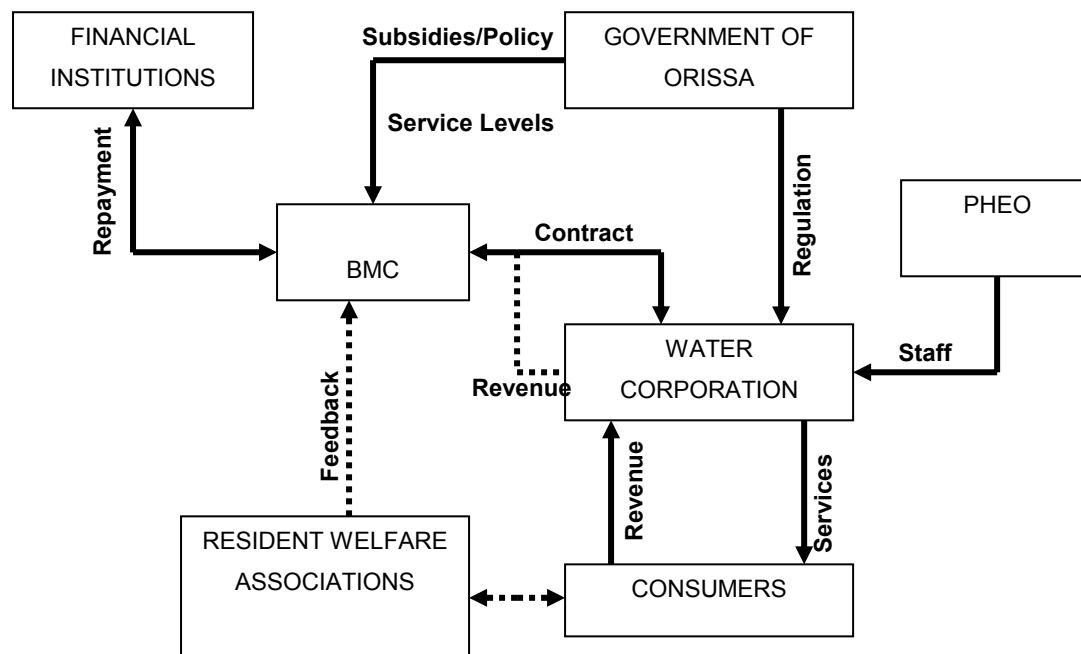 FINANCIAL
INSTITUTIONS
Subsidies/Policy
GOVERNMENT OF
ORISSA
Service Levels
Repayment
Regulation
PHEO
BMC
Contract
WATER
CORPORATION
Staff
Revenue
Feedback
Revenue
Services
RESIDENT WELFARE
ASSOCIATIONS
CONSUMERS